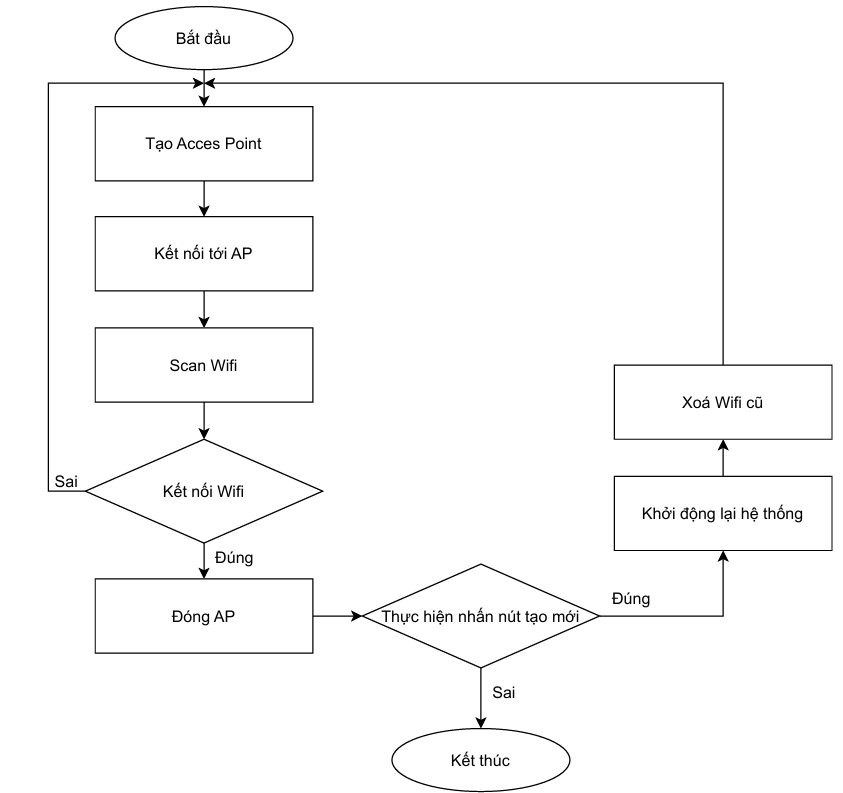 Bắt đầu
Tạo Acces Point
Kết nối tới AP
Scan Wifi
Kết nối Wifi
Sai
Đúng
Đóng AP
Thực hiện nhấn nút tạo mới
Đúng
Khởi động lại hệ thống
Xoá Wifi cũ
Sai
Kết thúc